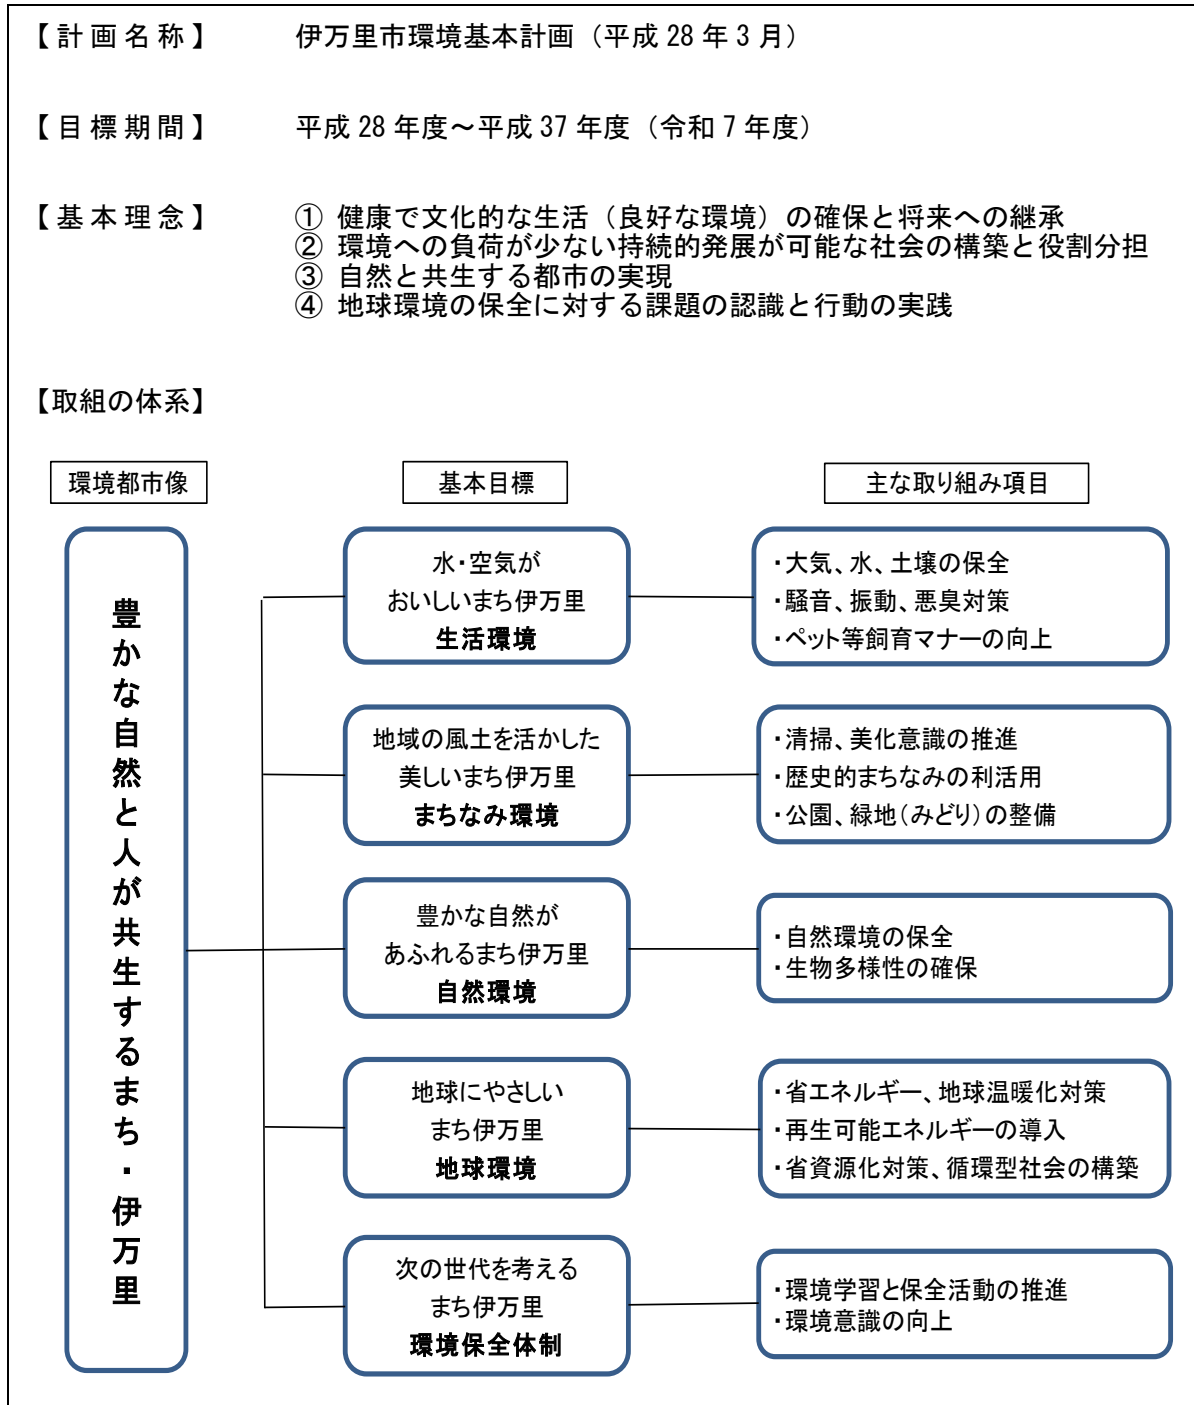 【計画名称】 伊万里市環境基本計画（平成 28 年 3 月）
【目標期間】 平成 28 年度～平成 37 年度（令和 7 年度）
【基本理念】 ① 健康で文化的な生活（良好な環境）の確保と将来への継承
② 環境への負荷が少ない持続的発展が可能な社会の構築と役割分担
③ 自然と共生する都市の実現
④ 地球環境の保全に対する課題の認識と行動の実践
【取組の体系】
環境都市像 基本目標 主な取り組み項目
豊かな自然と人が共生するまち・伊万里
水・空気が
おいしいまち伊万里
生活環境
・大気、水、土壌の保全
・騒音、振動、悪臭対策
・ペット等飼育マナーの向上
地域の風土を活かした
美しいまち伊万里
まちなみ環境
・清掃、美化意識の推進
・歴史的まちなみの利活用
・公園、緑地（みどり）の整備
豊かな自然が
あふれるまち伊万里
自然環境
・自然環境の保全
・生物多様性の確保
地球にやさしい
まち伊万里
地球環境
・省エネルギー、地球温暖化対策
・再生可能エネルギーの導入
・省資源化対策、循環型社会の構築
次の世代を考える
まち伊万里
環境保全体制
・環境学習と保全活動の推進
・環境意識の向上